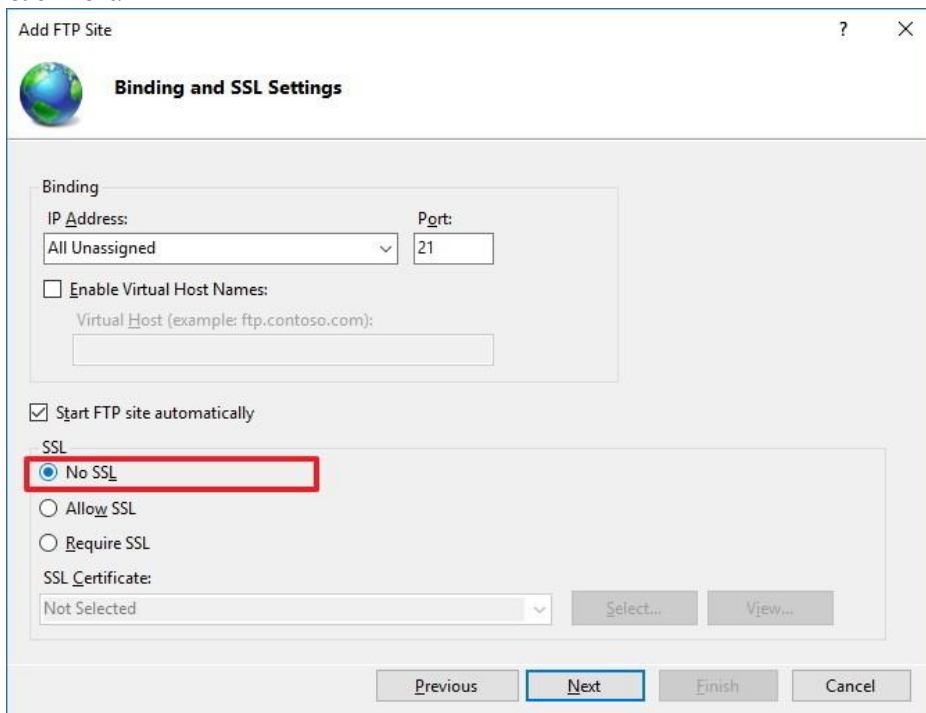 Add FTP Site
?
Binding and SSL Settings
Binding
IP Address:
Port:
All Unassigned
21
Enable Virtual Host Names:
Virtual Host (example: ftp.contoso.com):
Start FTP site automatically
SSL
No SSL
Allow SSL
Require SSL
SSL Certificate:
Not Selected
Select...
View...
Previous
Next
Finish
Cancel